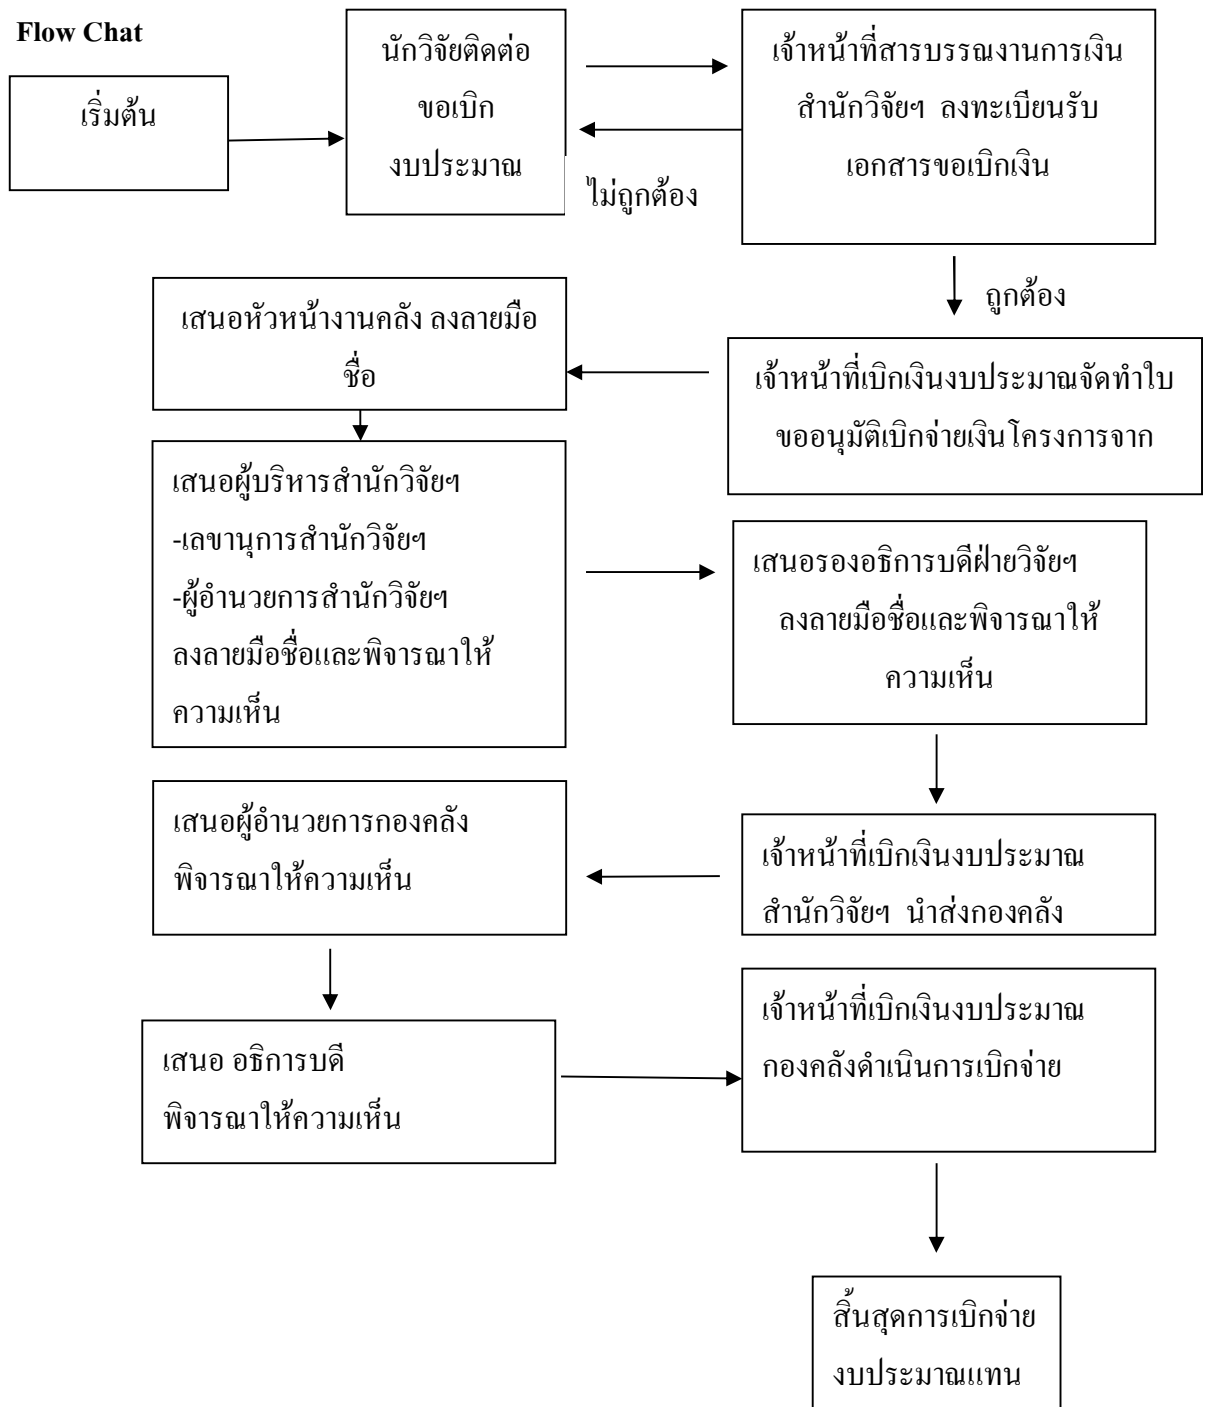 Flow Chat
เริ่มต้น
นักวิจัยติดต่อ
ขอเบิก
งบประมาณ
เจ้าหน้าที่สารบรรณงานการเงิน
สำนักวิจัยฯ ลงทะเบียนรับ
เอกสารขอเบิกเงิน
ไม่ถูกต้อง
ถูกต้อง
เจ้าหน้าที่เบิกเงินงบประมาณจัดทำใบ
ขออนุมัติเบิกจ่ายเงินโครงการจาก
เสนอหัวหน้างานคลัง ลงลายมือ
ชื่อ
เสนอผู้บริหารสำนักวิจัยฯ
-เลขานุการสำนักวิจัยฯ
-ผู้อำนวยการสำนักวิจัยฯ
ลงลายมือชื่อและพิจารณาให้
ความเห็น
เสนอรองอธิการบดีฝ่ายวิจัยฯ
ลงลายมือชื่อและพิจารณาให้
ความเห็น
เจ้าหน้าที่เบิกเงินงบประมาณ
สำนักวิจัยฯ นำส่งกองคลัง
เสนอผู้อำนวยการกองคลัง
พิจารณาให้ความเห็น
เสนอ อธิการบดี
พิจารณาให้ความเห็น
เจ้าหน้าที่เบิกเงินงบประมาณ
กองคลังดำเนินการเบิกจ่าย
สิ้นสุดการเบิกจ่าย
งบประมาณแทน